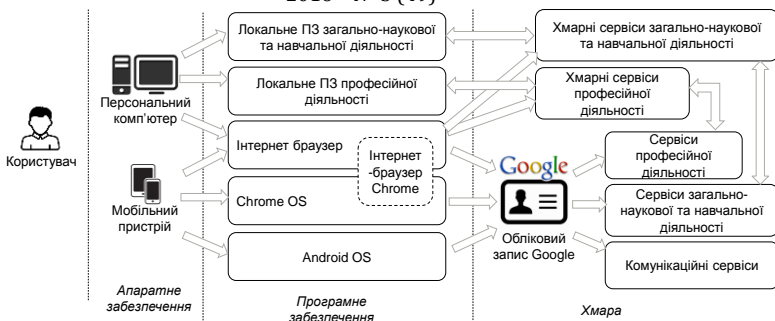 Локальне ПЗ загально-наукової
та навчальної діяльності
Хмарні сервіси загально-наукової
та навчальної діяльності
Локальне ПЗ професійної
діяльності
Хмарні сервіси
професійної
діяльності
Персональний
комп'ютер
Користувач
Інтернет браузер
Інтернет
-браузер
Chrome
Google
Сервіси
професійної
діяльності
Мобільний
пристрій
Chrome OS
Обліковий
запис Google
Сервіси загально-
наукової та навчальної
діяльності
Android OS
Комунікаційні сервіси
Апаратне
забезпечення
Програмне
забезпечення
Хмара